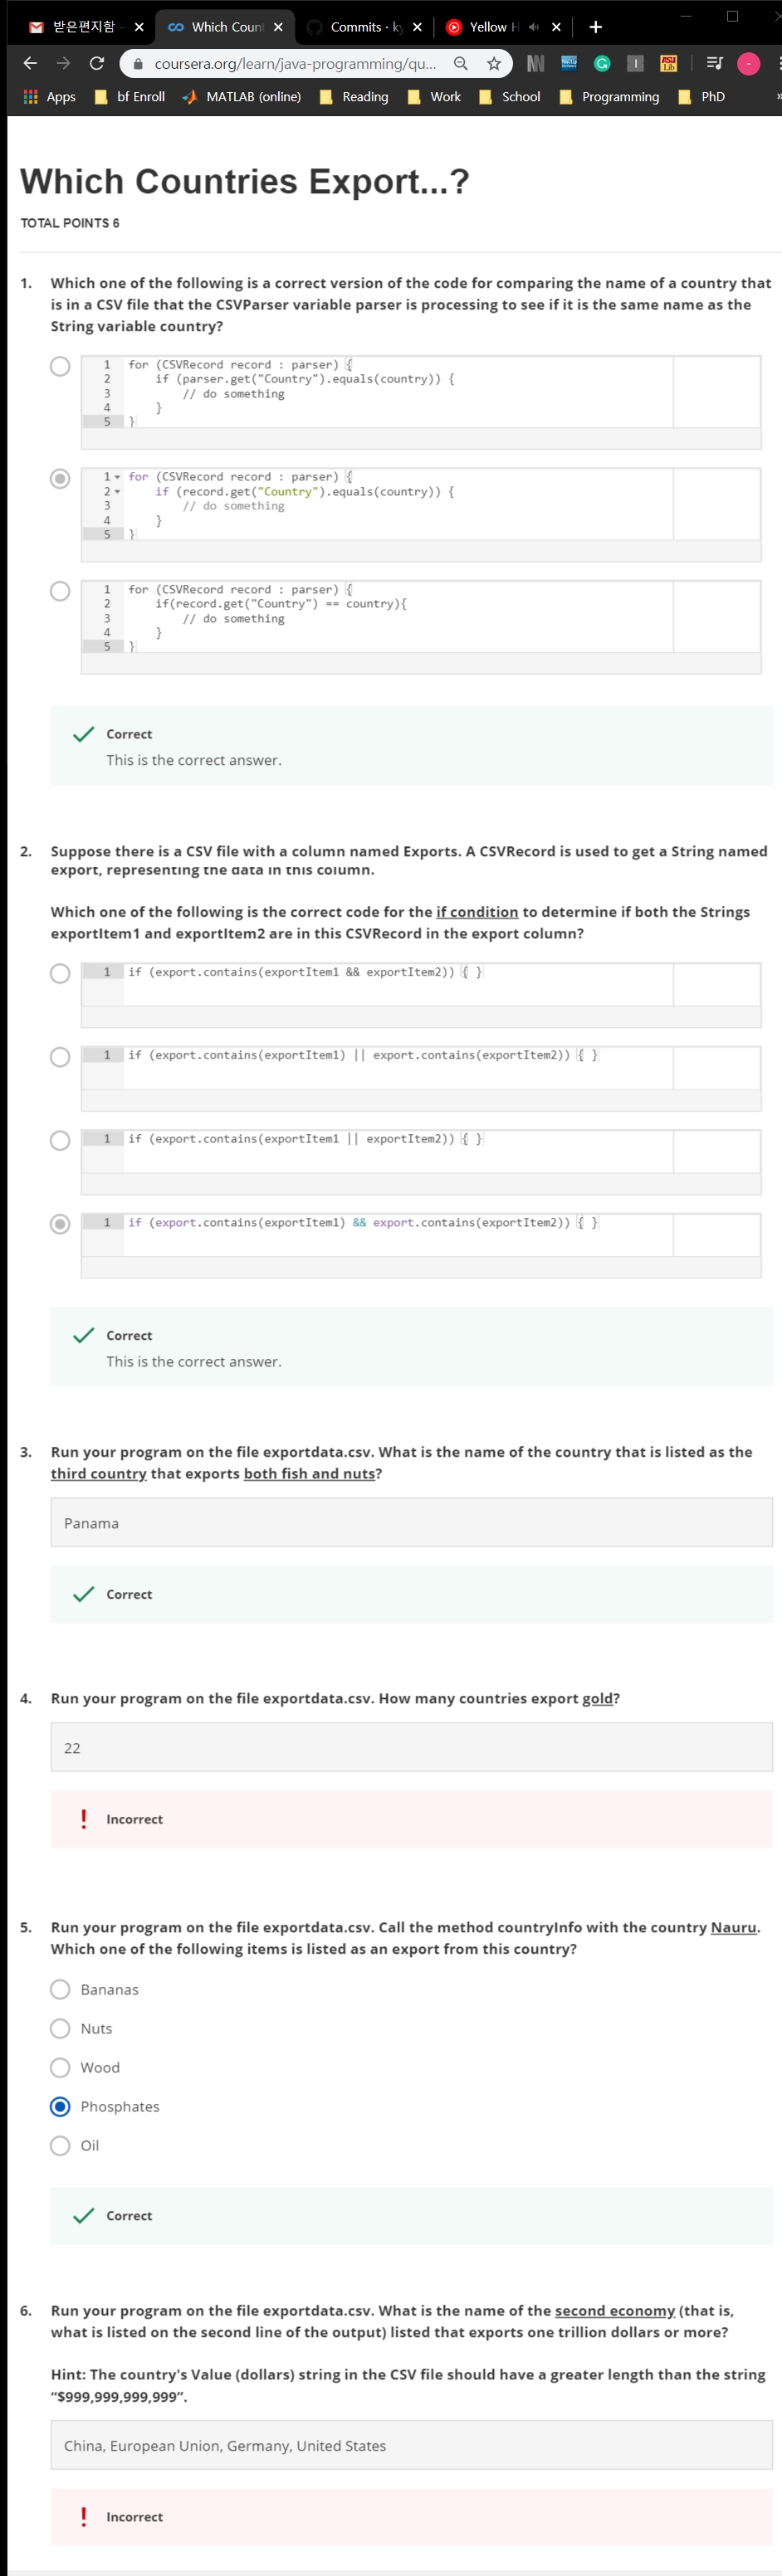 받은편지함 -
Which Coun
Commits · ky
Yellow H
coursera.org/learn/java-programming/qu...
Apps bf Enroll MATLAB (online) Reading Work School Programming PhD »
Which Countries Export...?
TOTAL POINTS 6
1. Which one of the following is a correct version of the code for comparing the name of a country that
is in a CSV file that the CSVParser variable parser is processing to see if it is the same name as the
String variable country?
1 for (CSVRecord record : parser) {
2 if (parser.get("Country").equals(country)) {
3 // do something
4 }
5 }
1 for (CSVRecord record : parser) {
2 if (record.get("Country").equals(country)) {
3 // do something
4 }
5 }
1 for (CSVRecord record : parser) {
2 if(record.get("Country") == country){
3 // do something
4 }
5 }
Correct
This is the correct answer.
2. Suppose there is a CSV file with a column named Exports. A CSVRecord is used to get a String named
export, representing the data in this column.
Which one of the following is the correct code for the if condition to determine if both the Strings
exportItem1 and exportItem2 are in this CSVRecord in the export column?
1 if (export.contains(exportItem1 && exportItem2)) { }
1 if (export.contains(exportItem1) || export.contains(exportItem2)) { }
1 if (export.contains(exportItem1 || exportItem2)) { }
1 if (export.contains(exportItem1) && export.contains(exportItem2)) { }
Correct
This is the correct answer.
3. Run your program on the file exportdata.csv. What is the name of the country that is listed as the
third country that exports both fish and nuts?
Panama
Correct
4. Run your program on the file exportdata.csv. How many countries export gold?
22
Incorrect
5. Run your program on the file exportdata.csv. Call the method countryInfo with the country Nauru.
Which one of the following items is listed as an export from this country?
Bananas
Nuts
Wood
Phosphates
Oil
Correct
6. Run your program on the file exportdata.csv. What is the name of the second economy (that is,
what is listed on the second line of the output) listed that exports one trillion dollars or more?
Hint: The country's Value (dollars) string in the CSV file should have a greater length than the string
“$999,999,999,999”.
China, European Union, Germany, United States
Incorrect